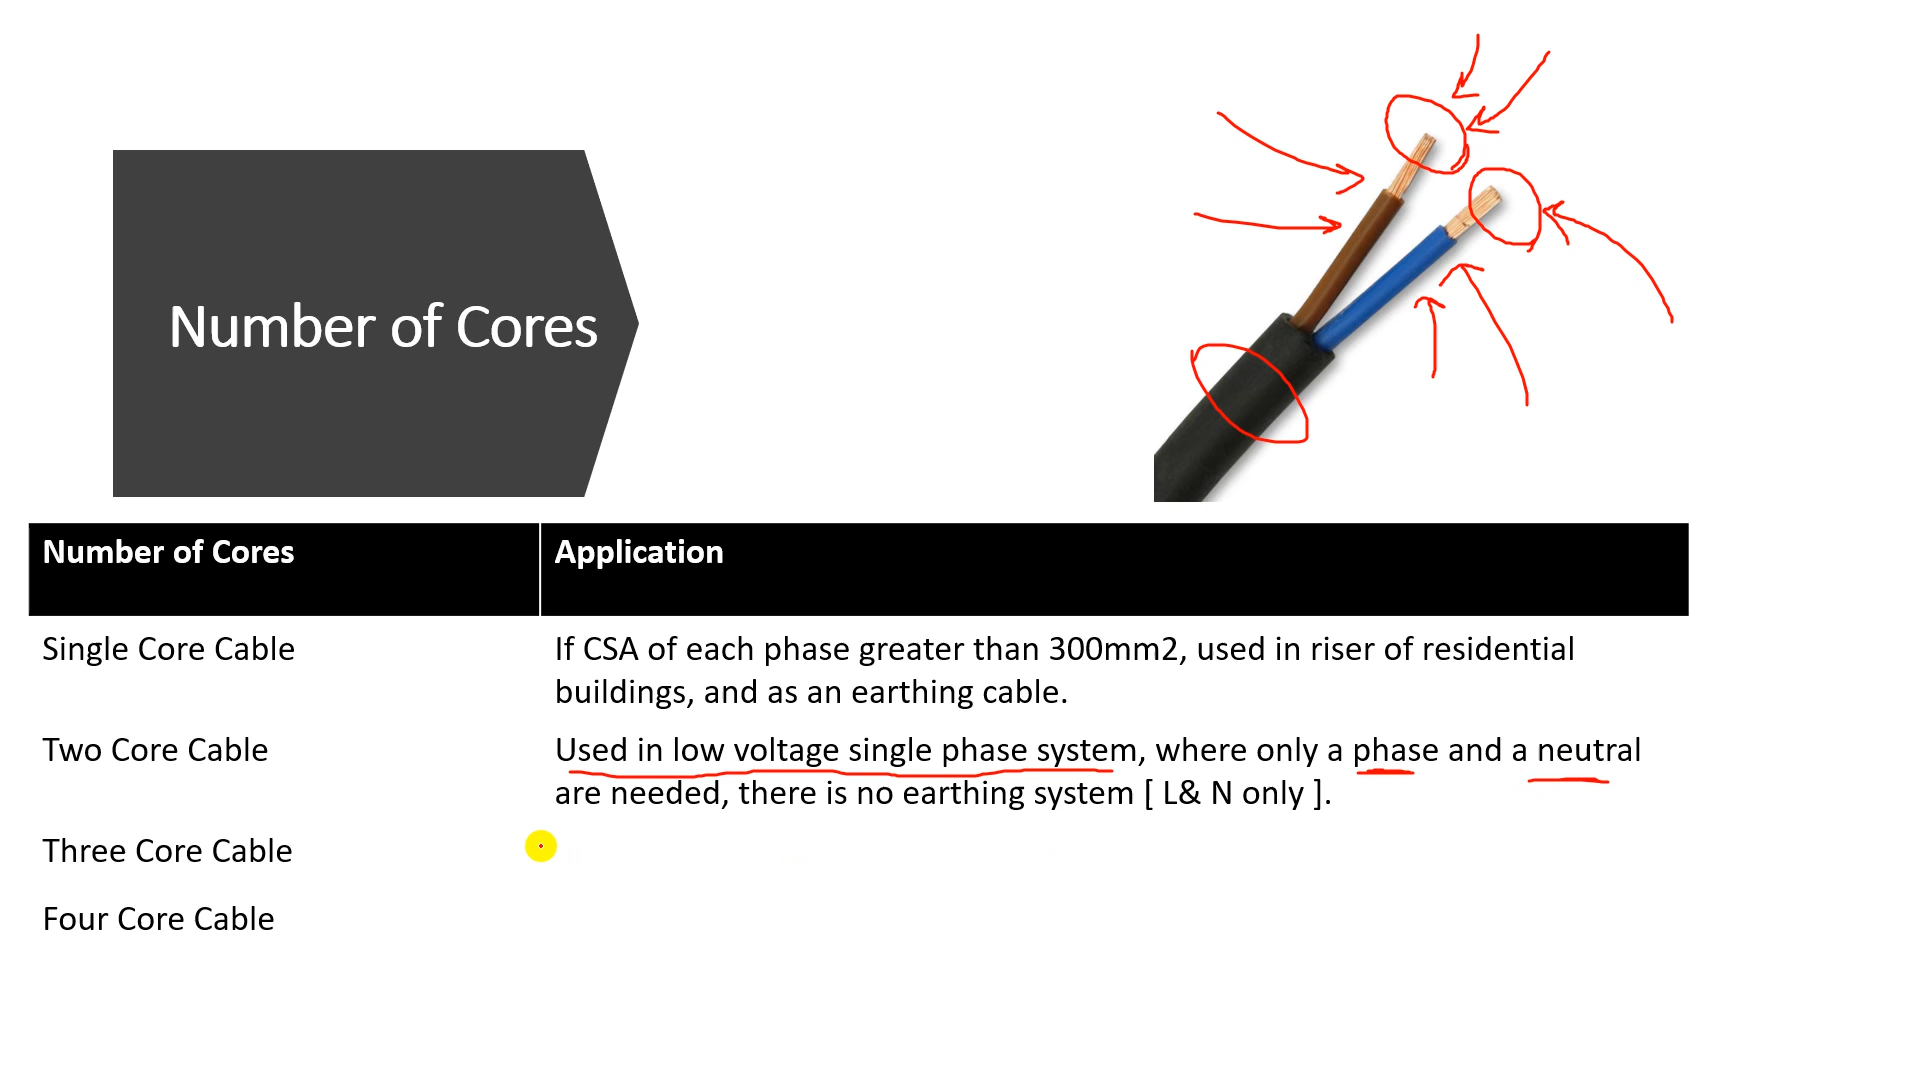 Number of Cores
Number of Cores
Application
Single Core Cable
If CSA of each phase greater than 300mm2, used in riser of residential
buildings, and as an earthing cable.
Two Core Cable
Used in low voltage single phase system, where only a phase and a neutral
are needed, there is no earthing system [ L& N only ].
Three Core Cable
Four Core Cable